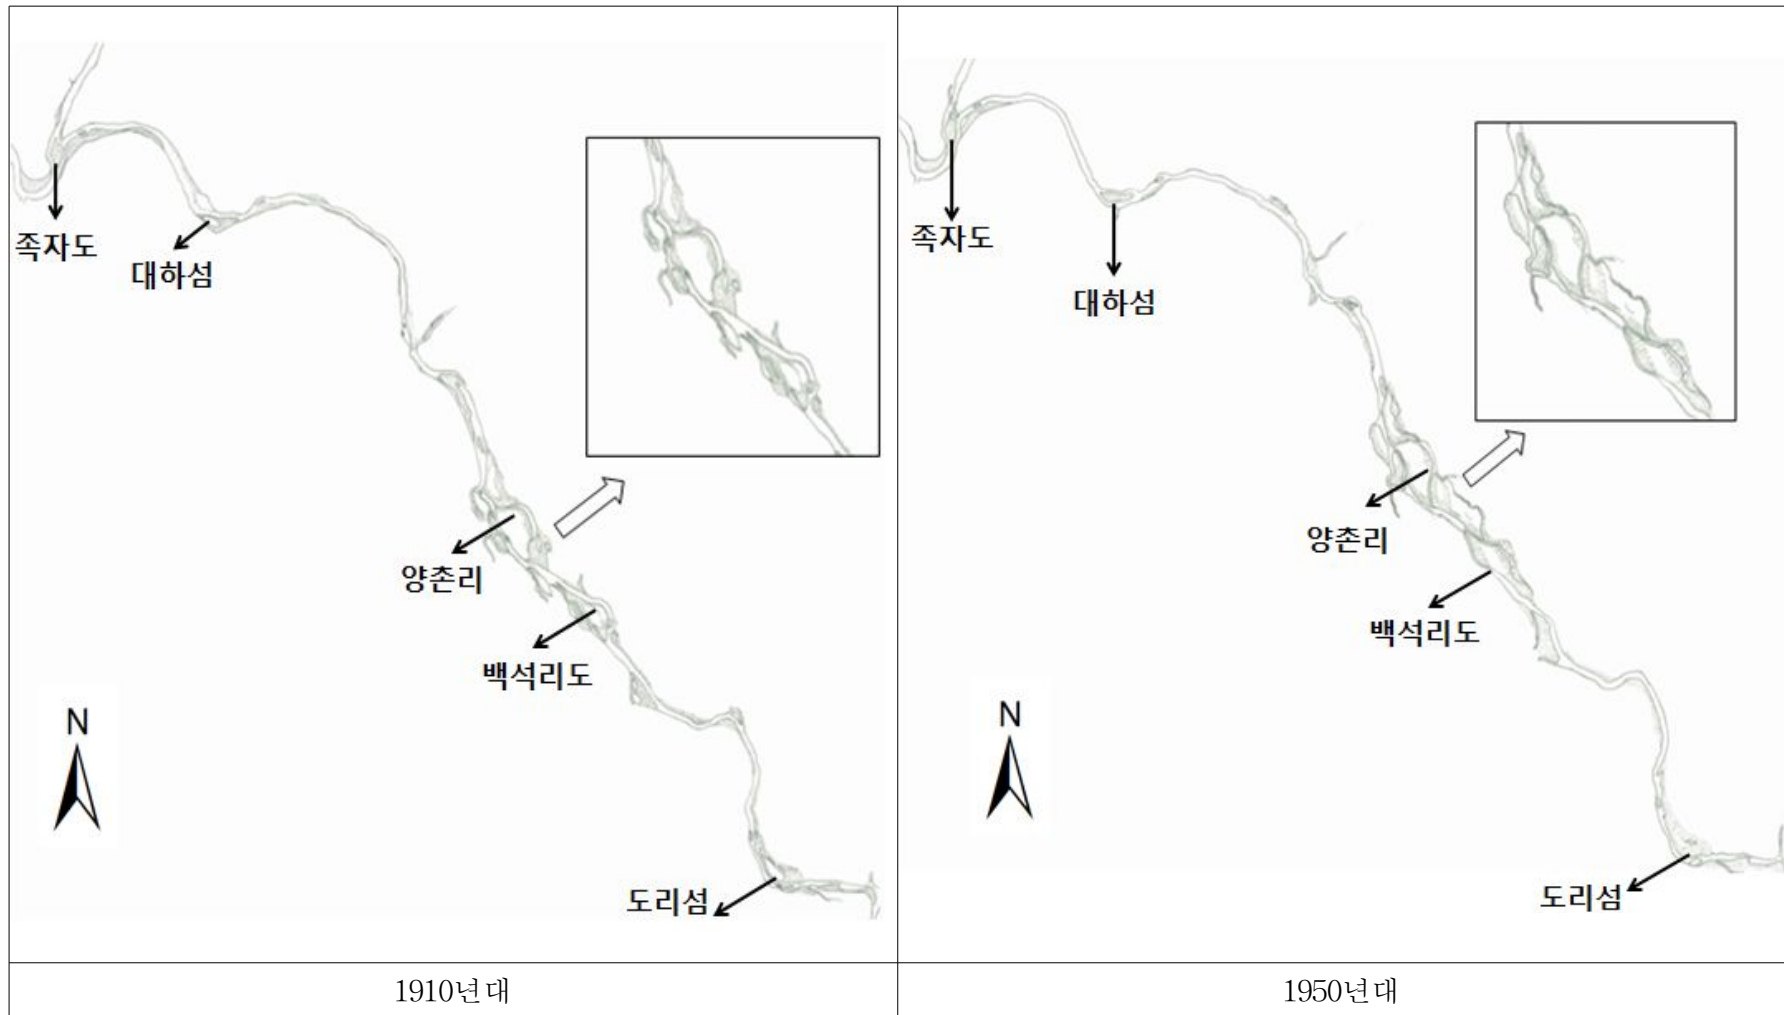 족자도
대하섬
양촌리
백석리도
N
도리섬
1910년대
족자도
대하섬
양촌리
백석리도
N
도리섬
1950년대